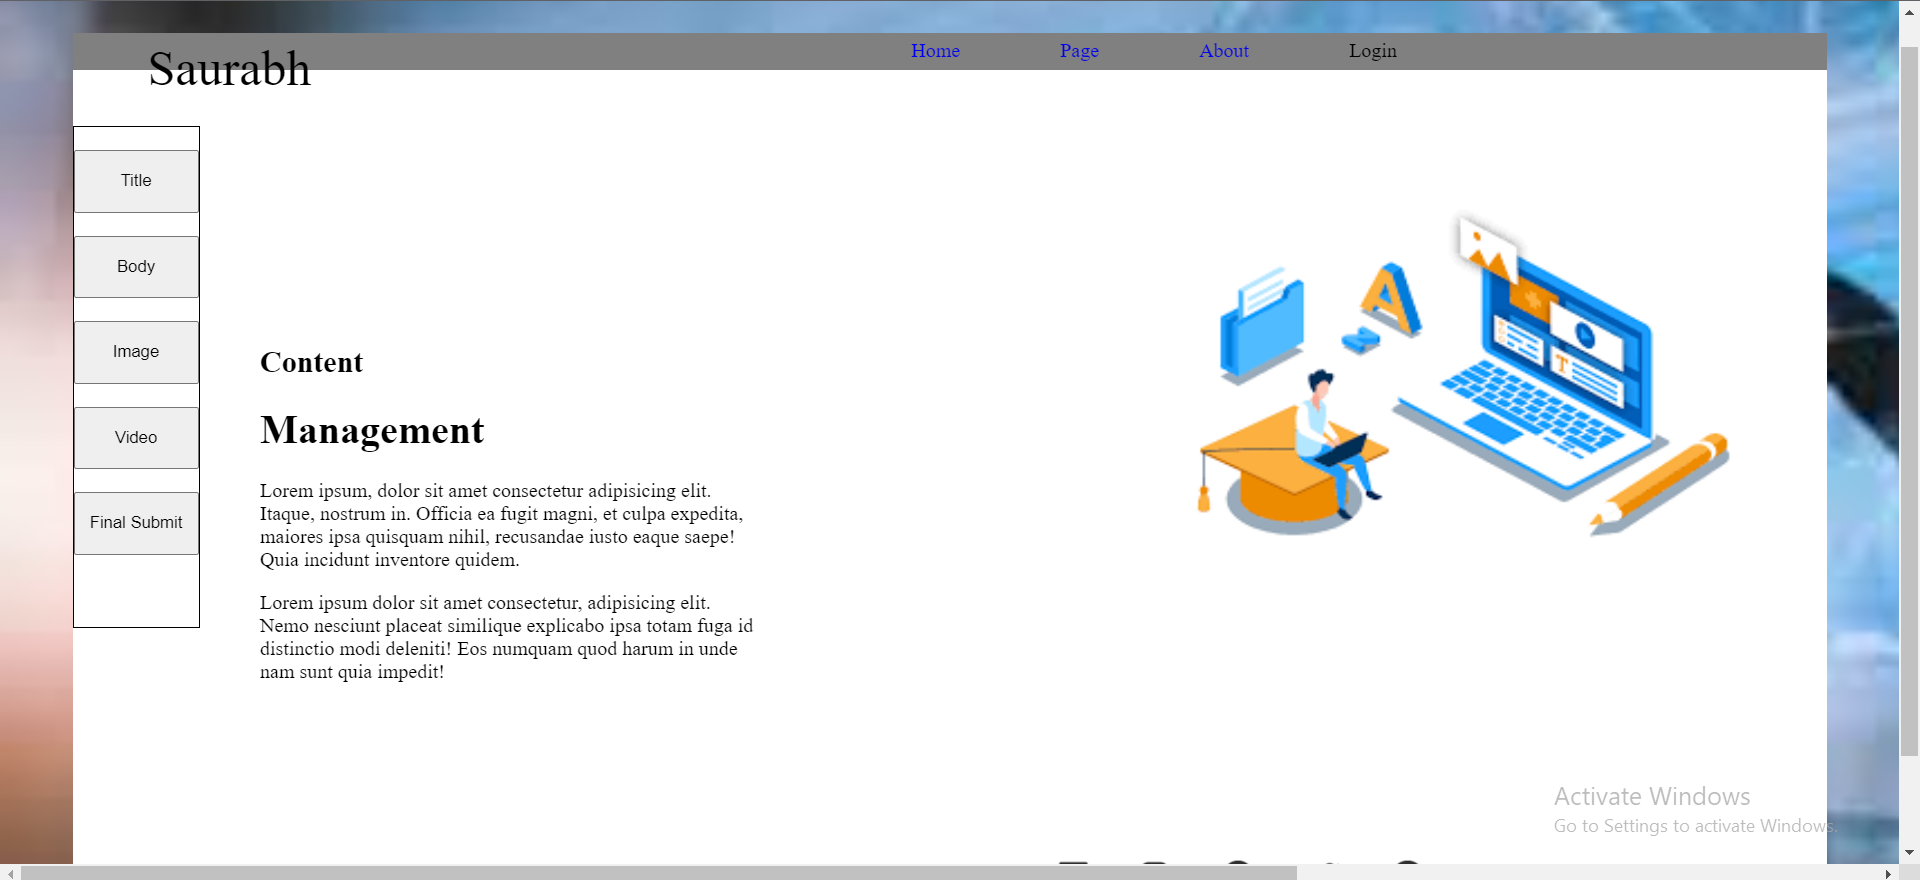 Saurabh
Home
Page
About
Login
Title
Body
Image
Video
Final Submit
Content
Management
Lorem ipsum, dolor sit amet consectetur adipisicing elit.
Itaque, nostrum in. Officia ea fugit magni, et culpa expedita,
maiores ipsa quisquam nihil, recusandae iusto eaque saepe!
Quia incidunt inventore quidem.
Lorem ipsum dolor sit amet consectetur, adipisicing elit.
Nemo nesciunt placeat similique explicabo ipsa totam fuga id
distinctio modi deleniti! Eos numquam quod harum in unde
nam sunt quia impedit!
A
T
Activate Windows
Go to Settings to activate Windows.